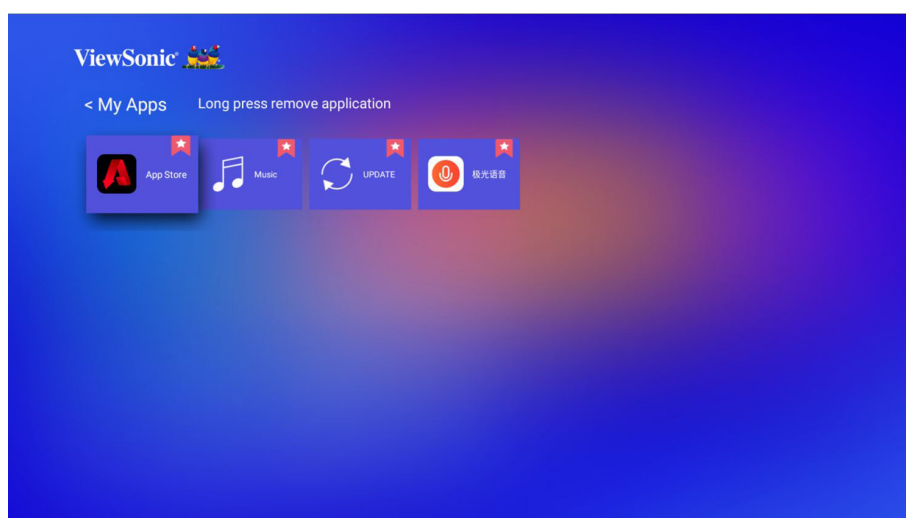 ViewSonic®
< My Apps Long press remove application
App Store
Music
UPDATE
极光语音